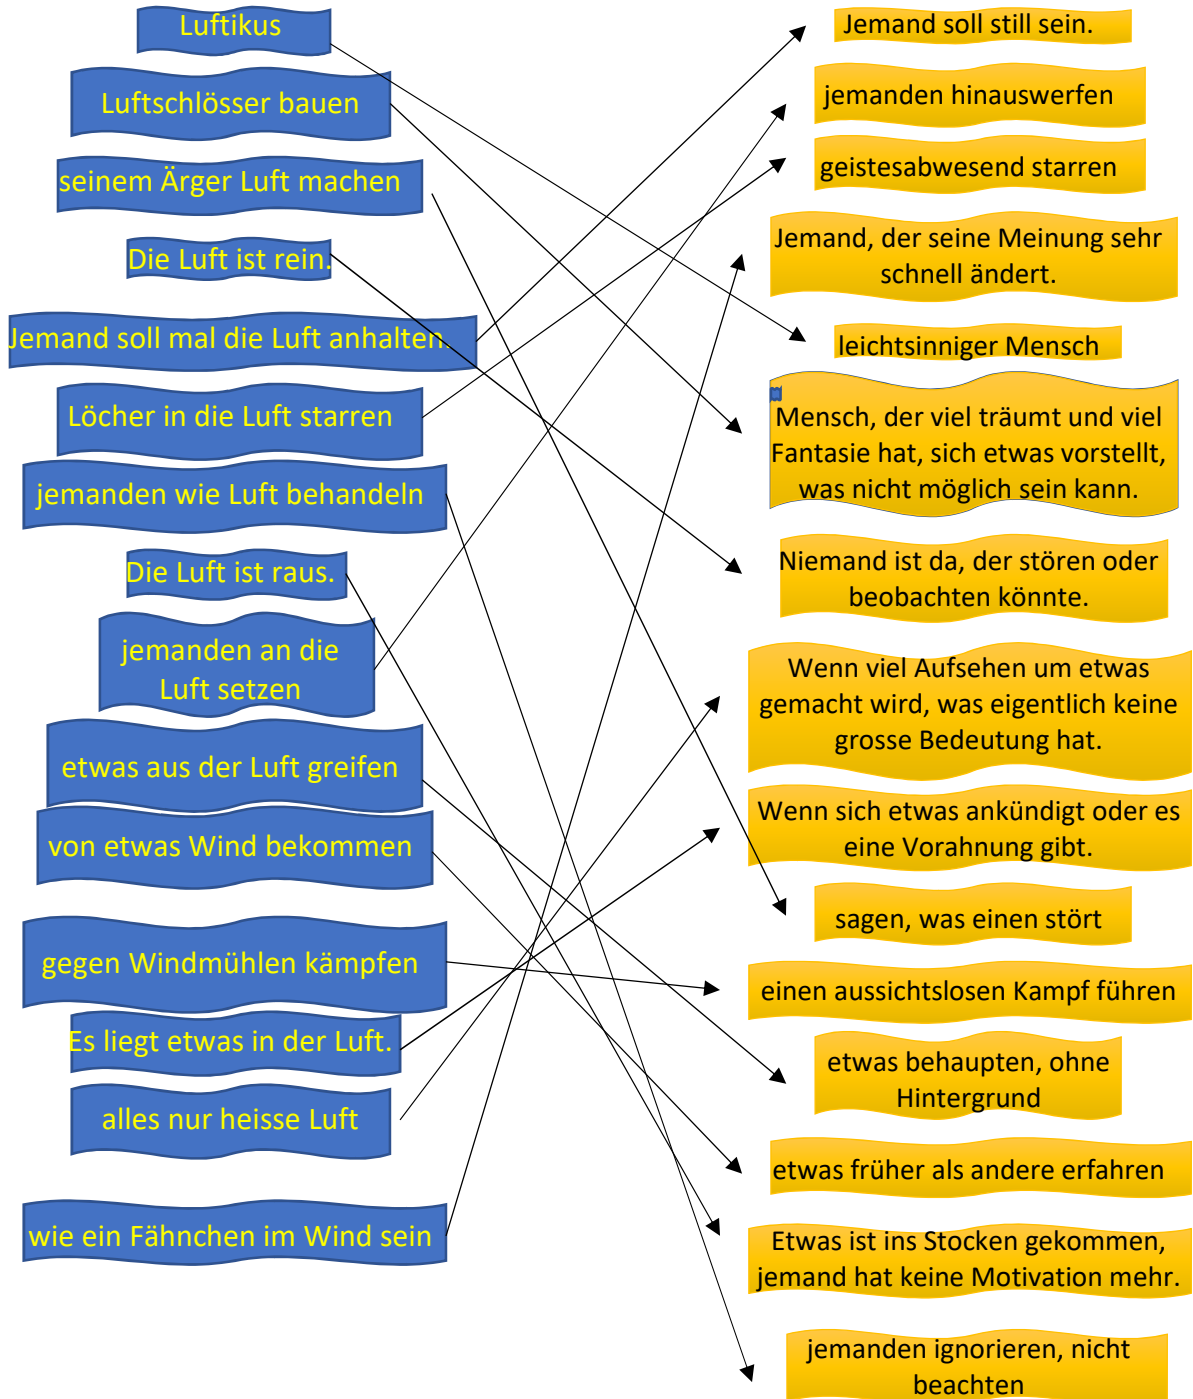 Luftikus
Luftschlösser bauen
seinem Ärger Luft machen
Die Luft ist rein.
Jemand soll mal die Luft anhalten.
Löcher in die Luft starren
jemanden wie Luft behandeln
Die Luft ist raus.
jemanden an die
Luft setzen
etwas aus der Luft greifen
von etwas Wind bekommen
gegen Windmühlen kämpfen
Es liegt etwas in der Luft.
alles nur heisse Luft
wie ein Fähnchen im Wind sein
Jemand soll still sein.
jemanden hinauswerfen
geistesabwesend starren
Jemand, der seine Meinung sehr
schnell ändert.
leichtsinniger Mensch
Mensch, der viel träumt und viel
Fantasie hat, sich etwas vorstellt,
was nicht möglich sein kann.
Niemand ist da, der stören oder
beobachten könnte.
Wenn viel Aufsehen um etwas
gemacht wird, was eigentlich keine
grosse Bedeutung hat.
Wenn sich etwas ankündigt oder es
eine Vorahnung gibt.
sagen, was einen stört
einen aussichtslosen Kampf führen
etwas behaupten, ohne
Hintergrund
etwas früher als andere erfahren
Etwas ist ins Stocken gekommen,
jemand hat keine Motivation mehr.
jemanden ignorieren, nicht
beachten